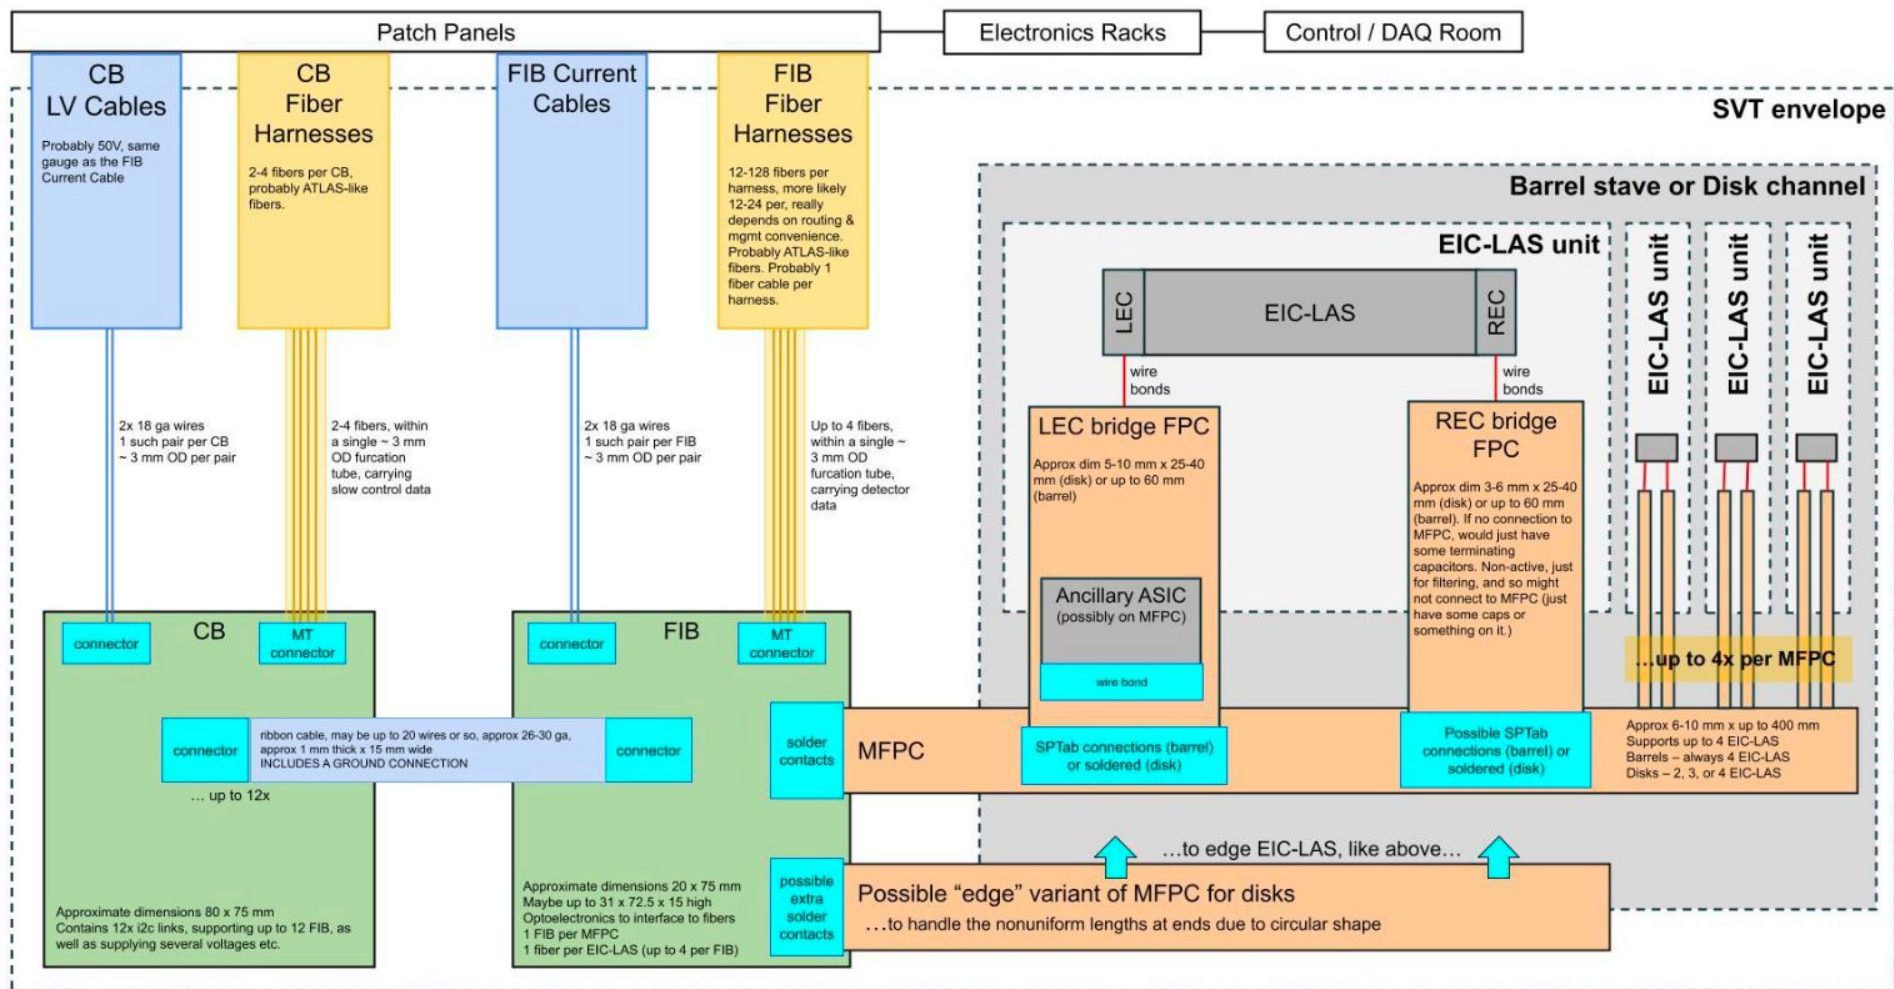 Patch Panels
Electronics Racks
Control / DAQ Room
SVT envelope
CB
LV Cables
Probably 50V, same
gauge as the FIB
Current Cable
CB
Fiber
Harnesses
2-4 fibers per CB,
probably ATLAS-like
fibers.
FIB Current
Cables
FIB
Fiber
Harnesses
12-128 fibers per
harness, more likely
12-24 per, really
depends on routing &
mgmt convenience.
Probably ATLAS-like
fibers. Probably 1
fiber cable per
harness.
2x 18 ga wires
1 such pair per CB
~ 3 mm OD per pair
2-4 fibers, within
a single ~ 3 mm
OD furcation
tube, carrying
slow control data
2x 18 ga wires
1 such pair per FIB
~ 3 mm OD per pair
Up to 4 fibers,
within a single ~
3 mm OD
furcation tube,
carrying detector
data
Barrel stave or Disk channel
EIC-LAS unit
LEC
EIC-LAS
REC
wire
bonds
wire
bonds
LEC bridge FPC
Approx dim 5-10 mm x 25-40
mm (disk) or up to 60 mm
(barrel)
Ancillary ASIC
(possibly on MFPC)
wire bond
SPTab connections (barrel)
or soldered (disk)
REC bridge
FPC
Approx dim 3-6 mm x 25-40
mm (disk) or up to 60 mm
(barrel). If no connection to
MFPC, would just have
some terminating
capacitors. Non-active, just
for filtering, and so might
not connect to MFPC (just
have some caps or
something on it.)
Possible SPTab
connections (barrel) or
soldered (disk)
EIC-LAS unit
EIC-LAS unit
EIC-LAS unit
...up to 4x per MFPC
Approx 6-10 mm x up to 400 mm
Supports up to 4 EIC-LAS
Barrels – always 4 EIC-LAS
Disks – 2, 3, or 4 EIC-LAS
connector
CB
MT
connector
connector
ribbon cable, may be up to 20 wires or so, approx 26-30 ga,
approx 1 mm thick x 15 mm wide
INCLUDES A GROUND CONNECTION
connector
... up to 12x
Approximate dimensions 80 x 75 mm
Contains 12x i2c links, supporting up to 12 FIB, as
well as supplying several voltages etc.
connector
FIB
MT
connector
solder
contacts
MFPC
Approximate dimensions 20 x 75 mm
Maybe up to 31 x 72.5 x 15 high
Optoelectronics to interface to fibers
1 FIB per MFPC
1 fiber per EIC-LAS (up to 4 per FIB)
possible
extra
solder
contacts
...to edge EIC-LAS, like above...
Possible “edge” variant of MFPC for disks
...to handle the nonuniform lengths at ends due to circular shape